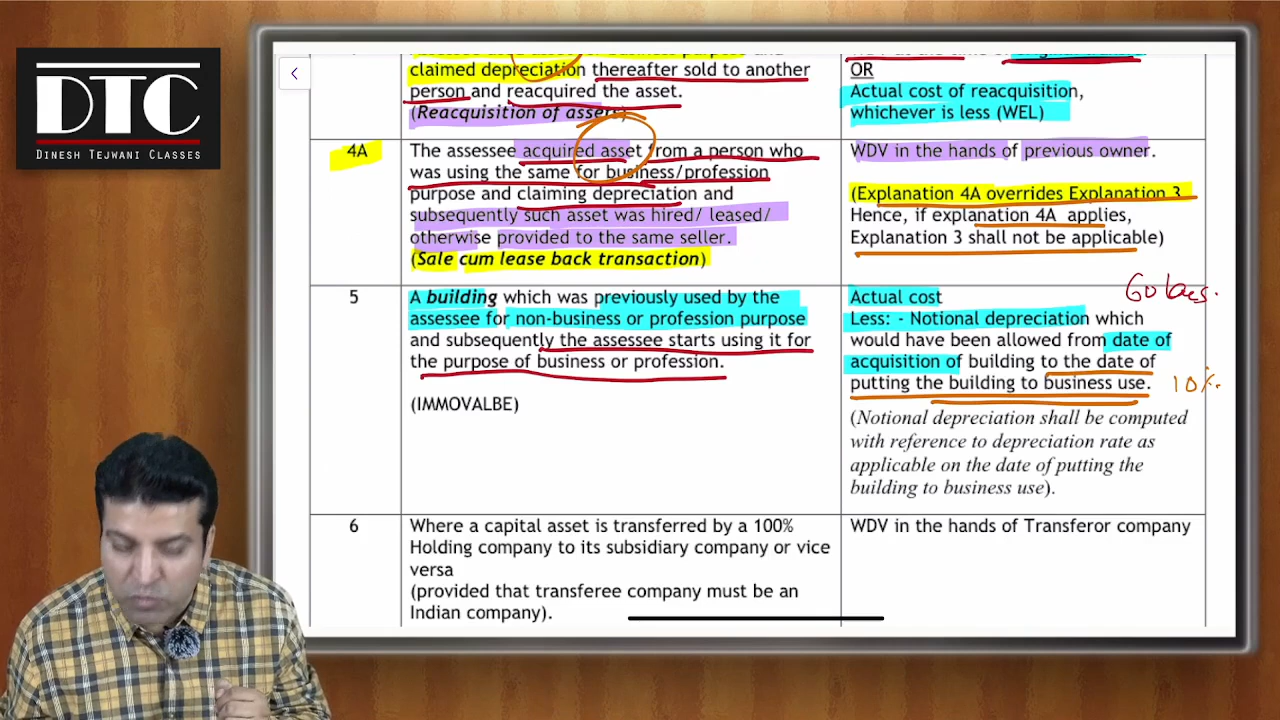 DTC
DINESH TEJWANI CLASSES
claimed depreciation thereafter sold to another
person and reacquired the asset.
(Reacquisition of assets)
OR
Actual cost of reacquisition,
whichever is less (WEL)
4A
The assessee acquired asset from a person who
was using the same for business/profession
purpose and claiming depreciation and
subsequently such asset was hired/ leased/
otherwise provided to the same seller.
(Sale cum lease back transaction)
WDV in the hands of previous owner.
(Explanation 4A overrides Explanation 3
Hence, if explanation 4A applies,
Explanation 3 shall not be applicable)
5
A building which was previously used by the
assessee for non-business or profession purpose
and subsequently the assessee starts using it for
the purpose of business or profession.
(IMMOVALBE)
60 lacs.
Actual cost
Less: - Notional depreciation which
would have been allowed from date of
acquisition of building to the date of
putting the building to business use.
10%
(Notional depreciation shall be computed
with reference to depreciation rate as
applicable on the date of putting the
building to business use).
6
Where a capital asset is transferred by a 100%
Holding company to its subsidiary company or vice
versa
(provided that transferee company must be an
Indian company).
WDV in the hands of Transferor company